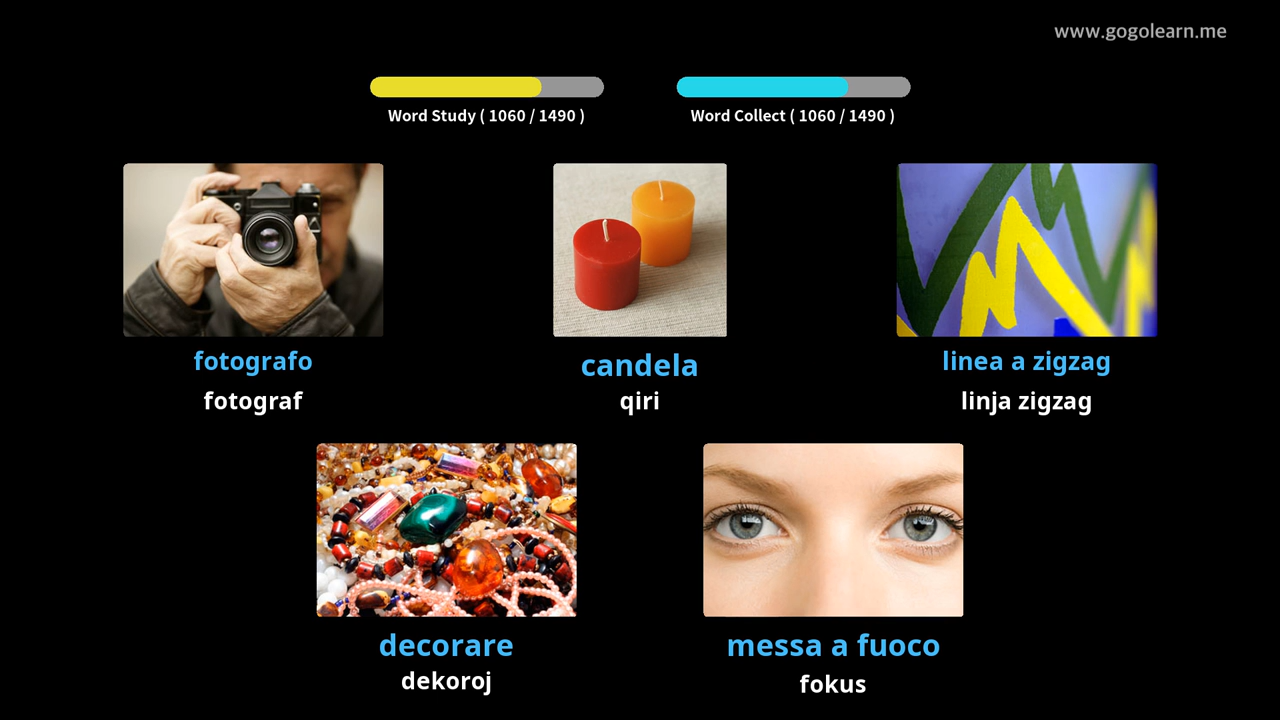 www.gogolearn.me
Word Study ( 1060 / 1490 )
Word Collect ( 1060 / 1490 )
fotografo
fotograf
candela
qiri
linea a zigzag
linja zigzag
decorare
dekoroj
messa a fuoco
fokus